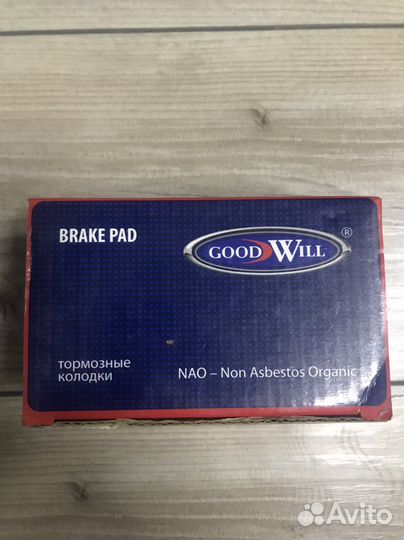 BRAKE PAD
GOOD WILL ®
тормозные
колодки
NAO – Non Asbestos Organic
Avito